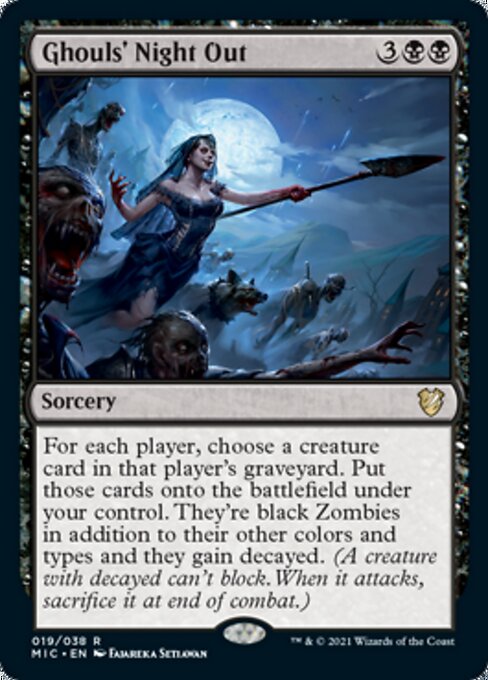 Ghouls' Night Out 3
Sorcery
For each player, choose a creature
card in that player's graveyard. Put
those cards onto the battlefield under
your control. They're black Zombies
in addition to their other colors and
types and they gain decayed. (A creature
with decayed can't block. When it attacks,
sacrifice it at end of combat.)
019/038 R
MIC • EN Fajareka Setiawan
™ & © 2021 Wizards of the Coast